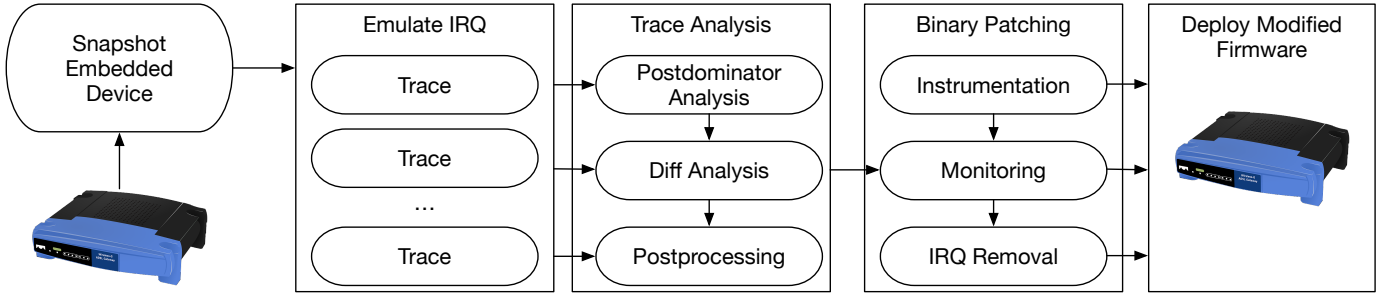 Snapshot
Embedded
Device
Emulate IRQ
Trace
Trace
...
Trace
Trace Analysis
Postdominator
Analysis
Diff Analysis
Postprocessing
Binary Patching
Instrumentation
Monitoring
IRQ Removal
Deploy Modified
Firmware